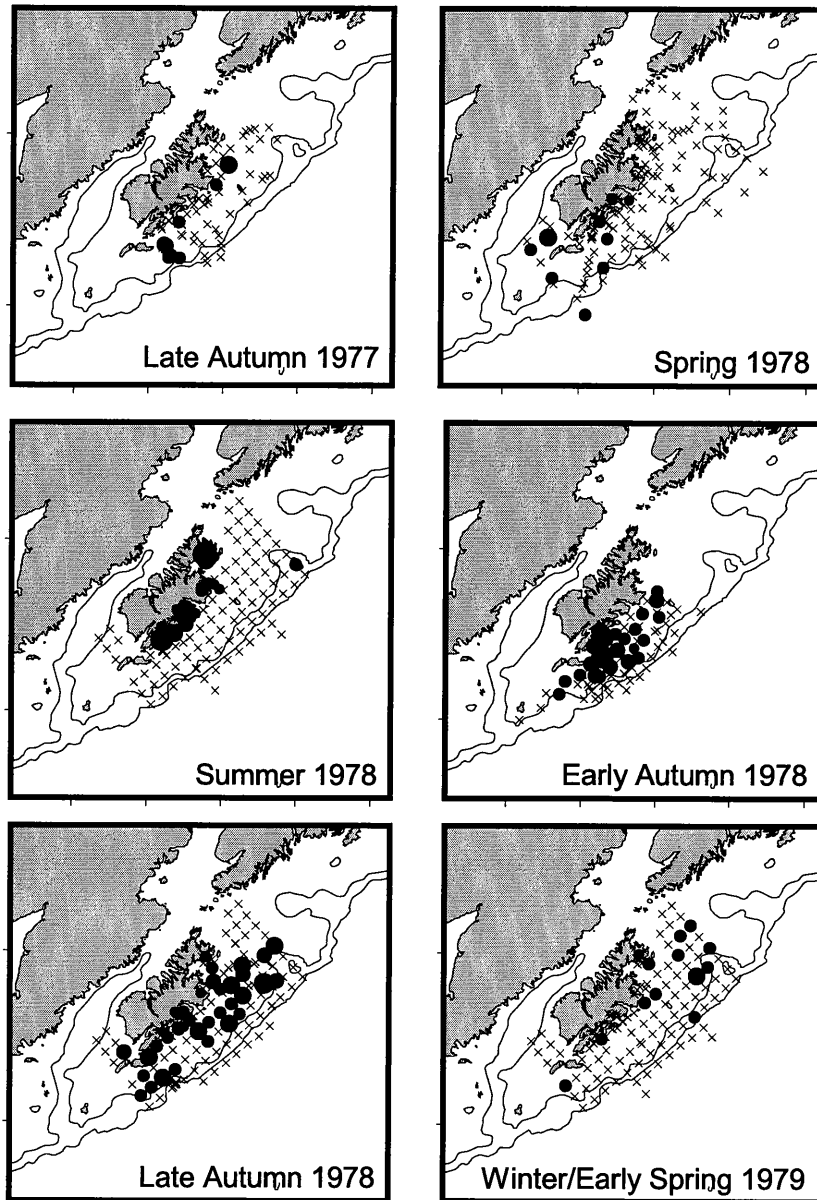 Late Autumn 1977
Spring 1978
Summer 1978
Early Autumn 1978
Late Autumn 1978
Winter/Early Spring 1979